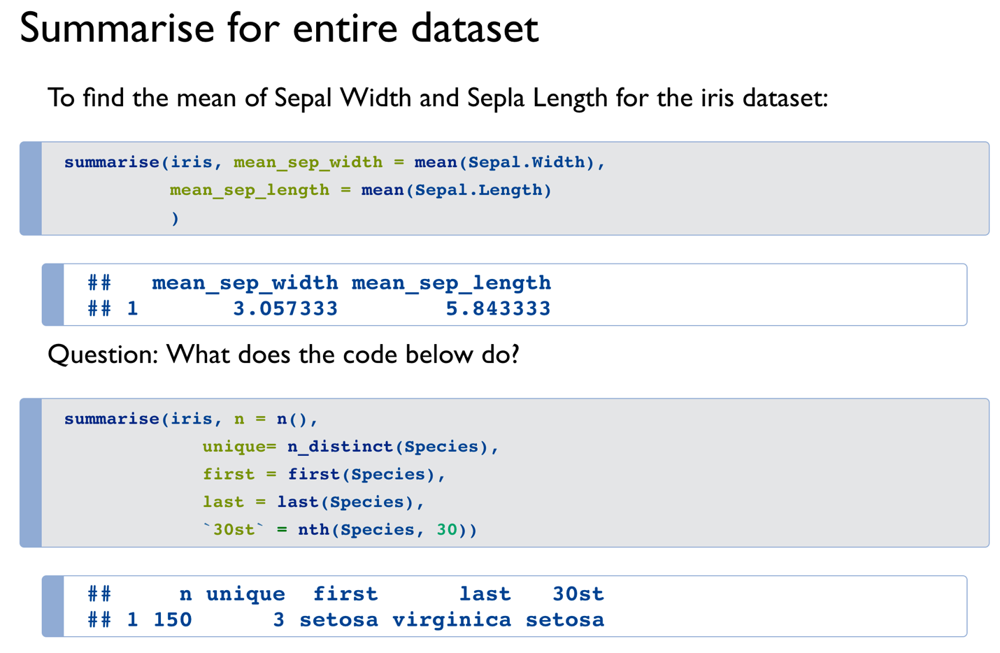 Summarise for entire dataset
To find the mean of Sepal Width and Sepla Length for the iris dataset:
summarise(iris, mean_sep_width = mean(Sepal.Width),
mean_sep_length = mean(Sepal.Length)
)
##   mean_sep_width mean_sep_length
## 1       3.057333        5.843333
Question: What does the code below do?
summarise(iris, n = n(),
unique= n_distinct(Species),
first = first(Species),
last = last(Species),
`30st` = nth(Species, 30))
##     n unique  first      last   30st
## 1 150      3 setosa virginica setosa